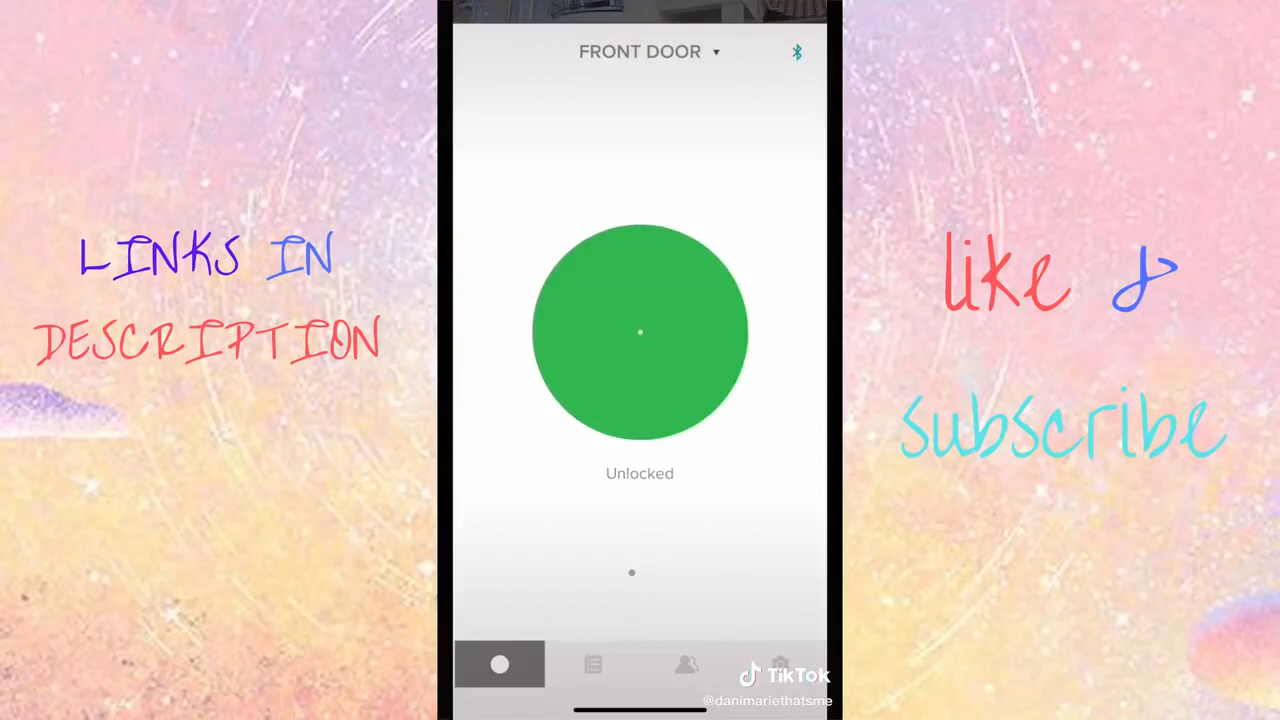 FRONT DOOR
LINKS IN
DESCRIPTION
like &
subscribe
Unlocked
TikTok
@danimariethatsme